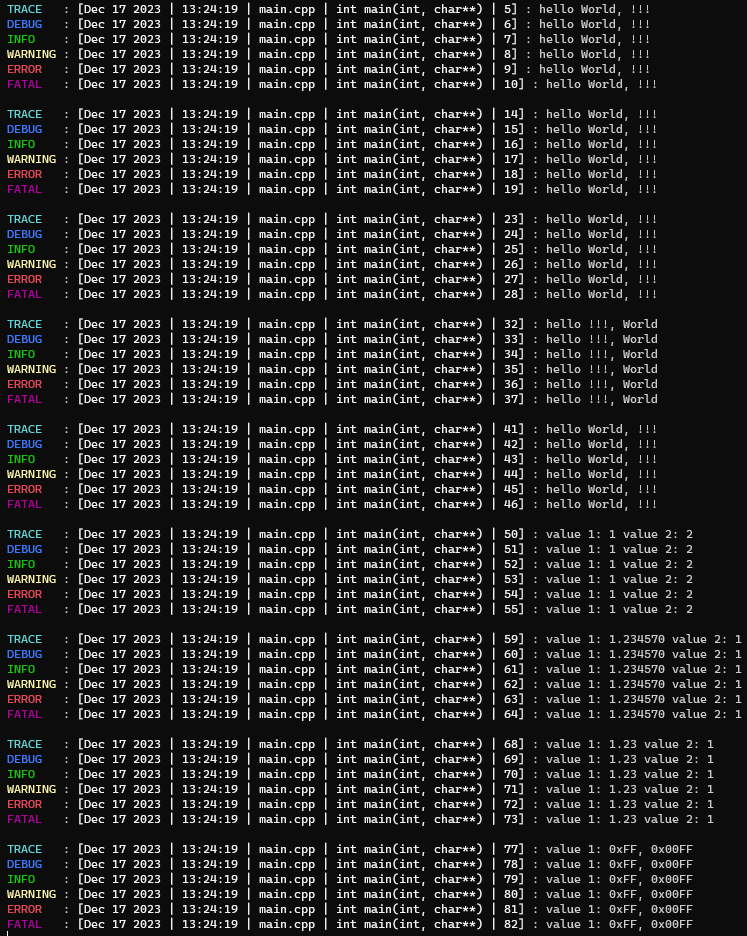 TRACE   : [Dec 17 2023 | 13:24:19 | main.cpp | int main(int, char**) | 5] : hello World, !!!
DEBUG   : [Dec 17 2023 | 13:24:19 | main.cpp | int main(int, char**) | 6] : hello World, !!!
INFO    : [Dec 17 2023 | 13:24:19 | main.cpp | int main(int, char**) | 7] : hello World, !!!
WARNING : [Dec 17 2023 | 13:24:19 | main.cpp | int main(int, char**) | 8] : hello World, !!!
ERROR   : [Dec 17 2023 | 13:24:19 | main.cpp | int main(int, char**) | 9] : hello World, !!!
FATAL   : [Dec 17 2023 | 13:24:19 | main.cpp | int main(int, char**) | 10] : hello World, !!!

TRACE   : [Dec 17 2023 | 13:24:19 | main.cpp | int main(int, char**) | 14] : hello World, !!!
DEBUG   : [Dec 17 2023 | 13:24:19 | main.cpp | int main(int, char**) | 15] : hello World, !!!
INFO    : [Dec 17 2023 | 13:24:19 | main.cpp | int main(int, char**) | 16] : hello World, !!!
WARNING : [Dec 17 2023 | 13:24:19 | main.cpp | int main(int, char**) | 17] : hello World, !!!
ERROR   : [Dec 17 2023 | 13:24:19 | main.cpp | int main(int, char**) | 18] : hello World, !!!
FATAL   : [Dec 17 2023 | 13:24:19 | main.cpp | int main(int, char**) | 19] : hello World, !!!

TRACE   : [Dec 17 2023 | 13:24:19 | main.cpp | int main(int, char**) | 23] : hello World, !!!
DEBUG   : [Dec 17 2023 | 13:24:19 | main.cpp | int main(int, char**) | 24] : hello World, !!!
INFO    : [Dec 17 2023 | 13:24:19 | main.cpp | int main(int, char**) | 25] : hello World, !!!
WARNING : [Dec 17 2023 | 13:24:19 | main.cpp | int main(int, char**) | 26] : hello World, !!!
ERROR   : [Dec 17 2023 | 13:24:19 | main.cpp | int main(int, char**) | 27] : hello World, !!!
FATAL   : [Dec 17 2023 | 13:24:19 | main.cpp | int main(int, char**) | 28] : hello World, !!!

TRACE   : [Dec 17 2023 | 13:24:19 | main.cpp | int main(int, char**) | 32] : hello !!!, World
DEBUG   : [Dec 17 2023 | 13:24:19 | main.cpp | int main(int, char**) | 33] : hello !!!, World
INFO    : [Dec 17 2023 | 13:24:19 | main.cpp | int main(int, char**) | 34] : hello !!!, World
WARNING : [Dec 17 2023 | 13:24:19 | main.cpp | int main(int, char**) | 35] : hello !!!, World
ERROR   : [Dec 17 2023 | 13:24:19 | main.cpp | int main(int, char**) | 36] : hello !!!, World
FATAL   : [Dec 17 2023 | 13:24:19 | main.cpp | int main(int, char**) | 37] : hello !!!, World

TRACE   : [Dec 17 2023 | 13:24:19 | main.cpp | int main(int, char**) | 41] : hello World, !!!
DEBUG   : [Dec 17 2023 | 13:24:19 | main.cpp | int main(int, char**) | 42] : hello World, !!!
INFO    : [Dec 17 2023 | 13:24:19 | main.cpp | int main(int, char**) | 43] : hello World, !!!
WARNING : [Dec 17 2023 | 13:24:19 | main.cpp | int main(int, char**) | 44] : hello World, !!!
ERROR   : [Dec 17 2023 | 13:24:19 | main.cpp | int main(int, char**) | 45] : hello World, !!!
FATAL   : [Dec 17 2023 | 13:24:19 | main.cpp | int main(int, char**) | 46] : hello World, !!!

TRACE   : [Dec 17 2023 | 13:24:19 | main.cpp | int main(int, char**) | 50] : value 1: 1 value 2: 2
DEBUG   : [Dec 17 2023 | 13:24:19 | main.cpp | int main(int, char**) | 51] : value 1: 1 value 2: 2
INFO    : [Dec 17 2023 | 13:24:19 | main.cpp | int main(int, char**) | 52] : value 1: 1 value 2: 2
WARNING : [Dec 17 2023 | 13:24:19 | main.cpp | int main(int, char**) | 53] : value 1: 1 value 2: 2
ERROR   : [Dec 17 2023 | 13:24:19 | main.cpp | int main(int, char**) | 54] : value 1: 1 value 2: 2
FATAL   : [Dec 17 2023 | 13:24:19 | main.cpp | int main(int, char**) | 55] : value 1: 1 value 2: 2

TRACE   : [Dec 17 2023 | 13:24:19 | main.cpp | int main(int, char**) | 59] : value 1: 1.234570 value 2: 1
DEBUG   : [Dec 17 2023 | 13:24:19 | main.cpp | int main(int, char**) | 60] : value 1: 1.234570 value 2: 1
INFO    : [Dec 17 2023 | 13:24:19 | main.cpp | int main(int, char**) | 61] : value 1: 1.234570 value 2: 1
WARNING : [Dec 17 2023 | 13:24:19 | main.cpp | int main(int, char**) | 62] : value 1: 1.234570 value 2: 1
ERROR   : [Dec 17 2023 | 13:24:19 | main.cpp | int main(int, char**) | 63] : value 1: 1.234570 value 2: 1
FATAL   : [Dec 17 2023 | 13:24:19 | main.cpp | int main(int, char**) | 64] : value 1: 1.234570 value 2: 1

TRACE   : [Dec 17 2023 | 13:24:19 | main.cpp | int main(int, char**) | 68] : value 1: 1.23 value 2: 1
DEBUG   : [Dec 17 2023 | 13:24:19 | main.cpp | int main(int, char**) | 69] : value 1: 1.23 value 2: 1
INFO    : [Dec 17 2023 | 13:24:19 | main.cpp | int main(int, char**) | 70] : value 1: 1.23 value 2: 1
WARNING : [Dec 17 2023 | 13:24:19 | main.cpp | int main(int, char**) | 71] : value 1: 1.23 value 2: 1
ERROR   : [Dec 17 2023 | 13:24:19 | main.cpp | int main(int, char**) | 72] : value 1: 1.23 value 2: 1
FATAL   : [Dec 17 2023 | 13:24:19 | main.cpp | int main(int, char**) | 73] : value 1: 1.23 value 2: 1

TRACE   : [Dec 17 2023 | 13:24:19 | main.cpp | int main(int, char**) | 77] : value 1: 0xFF, 0x00FF
DEBUG   : [Dec 17 2023 | 13:24:19 | main.cpp | int main(int, char**) | 78] : value 1: 0xFF, 0x00FF
INFO    : [Dec 17 2023 | 13:24:19 | main.cpp | int main(int, char**) | 79] : value 1: 0xFF, 0x00FF
WARNING : [Dec 17 2023 | 13:24:19 | main.cpp | int main(int, char**) | 80] : value 1: 0xFF, 0x00FF
ERROR   : [Dec 17 2023 | 13:24:19 | main.cpp | int main(int, char**) | 81] : value 1: 0xFF, 0x00FF
FATAL   : [Dec 17 2023 | 13:24:19 | main.cpp | int main(int, char**) | 82] : value 1: 0xFF, 0x00FF